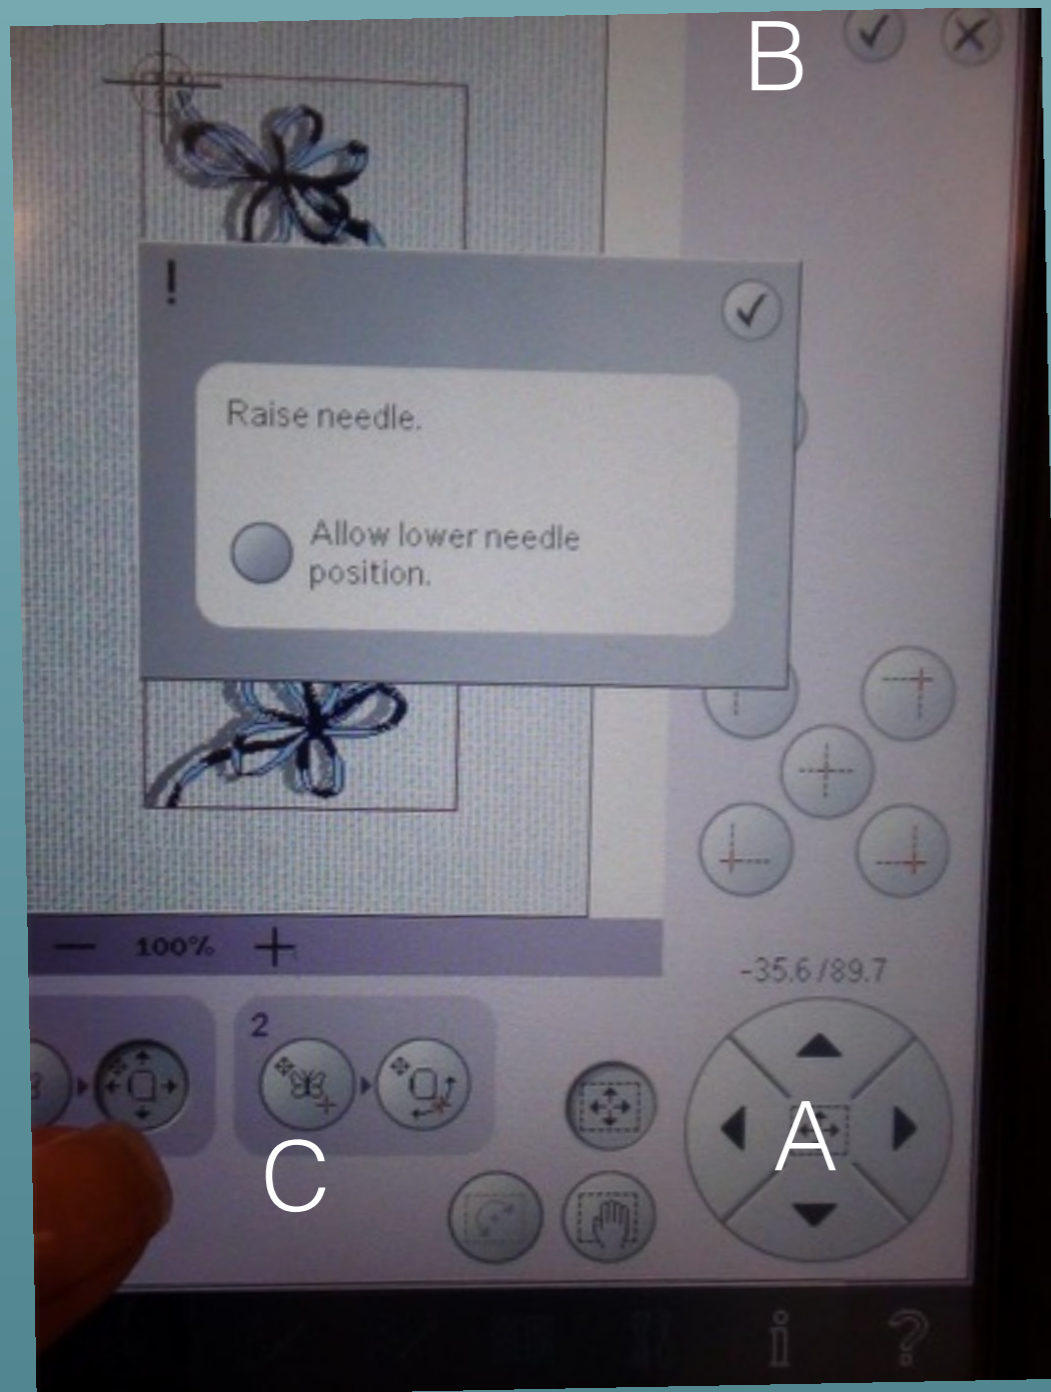 B
!
Raise needle.
Allow lower needle
position.
100%
-35.6/89.7
2
A
C
i
?